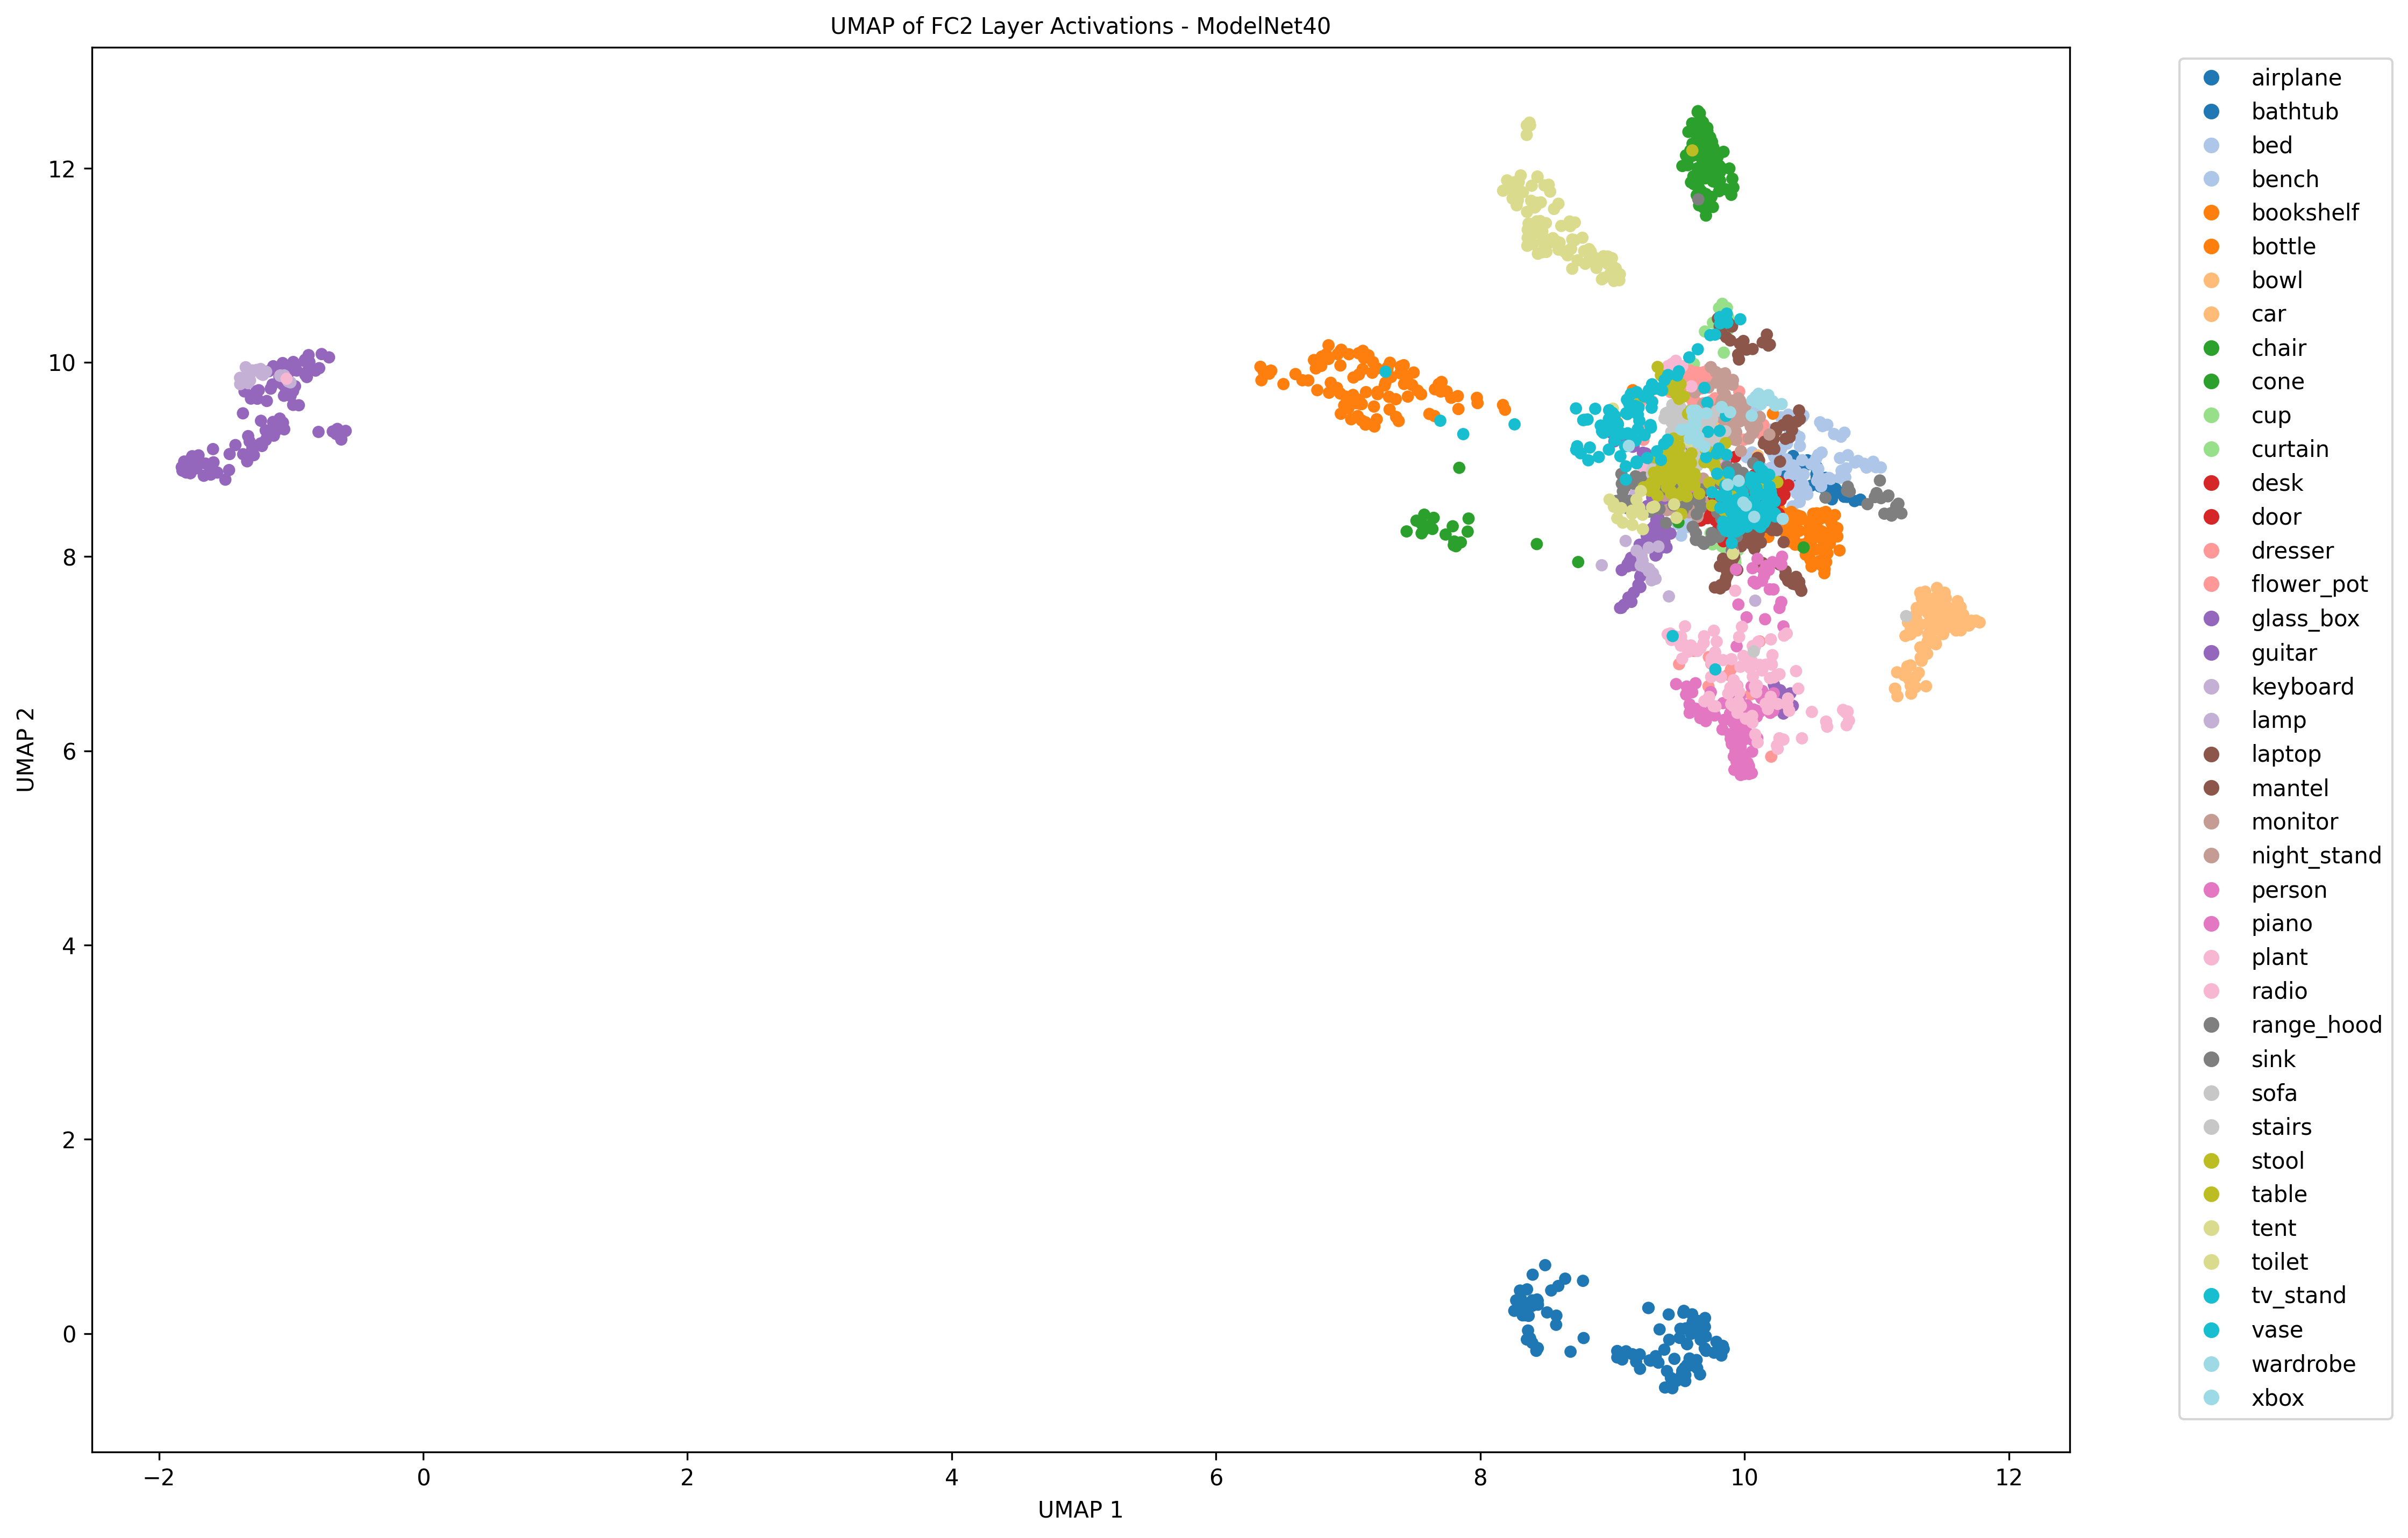 UMAP of FC2 Layer Activations - ModelNet40
12
10
8
6
4
2
0
UMAP 2
−2
0
2
4
6
8
10
12
UMAP 1
airplane
bathtub
bed
bench
bookshelf
bottle
bowl
car
chair
cone
cup
curtain
desk
door
dresser
flower_pot
glass_box
guitar
keyboard
lamp
laptop
mantel
monitor
night_stand
person
piano
plant
radio
range_hood
sink
sofa
stairs
stool
table
tent
toilet
tv_stand
vase
wardrobe
xbox